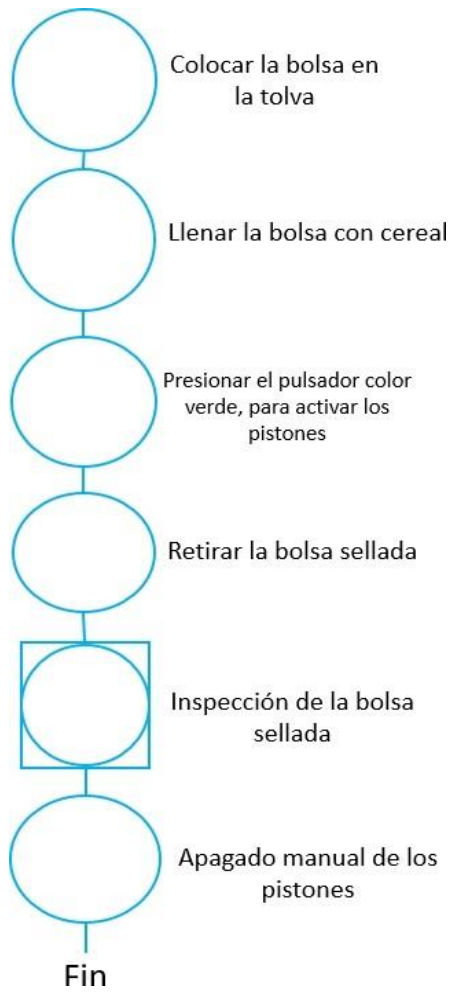 Colocar la bolsa en
la tolva
Llenar la bolsa con cereal
Presionar el pulsador color
verde, para activar los
pistones
Retirar la bolsa sellada
Inspección de la bolsa
sellada
Apagado manual de los
pistones
Fin